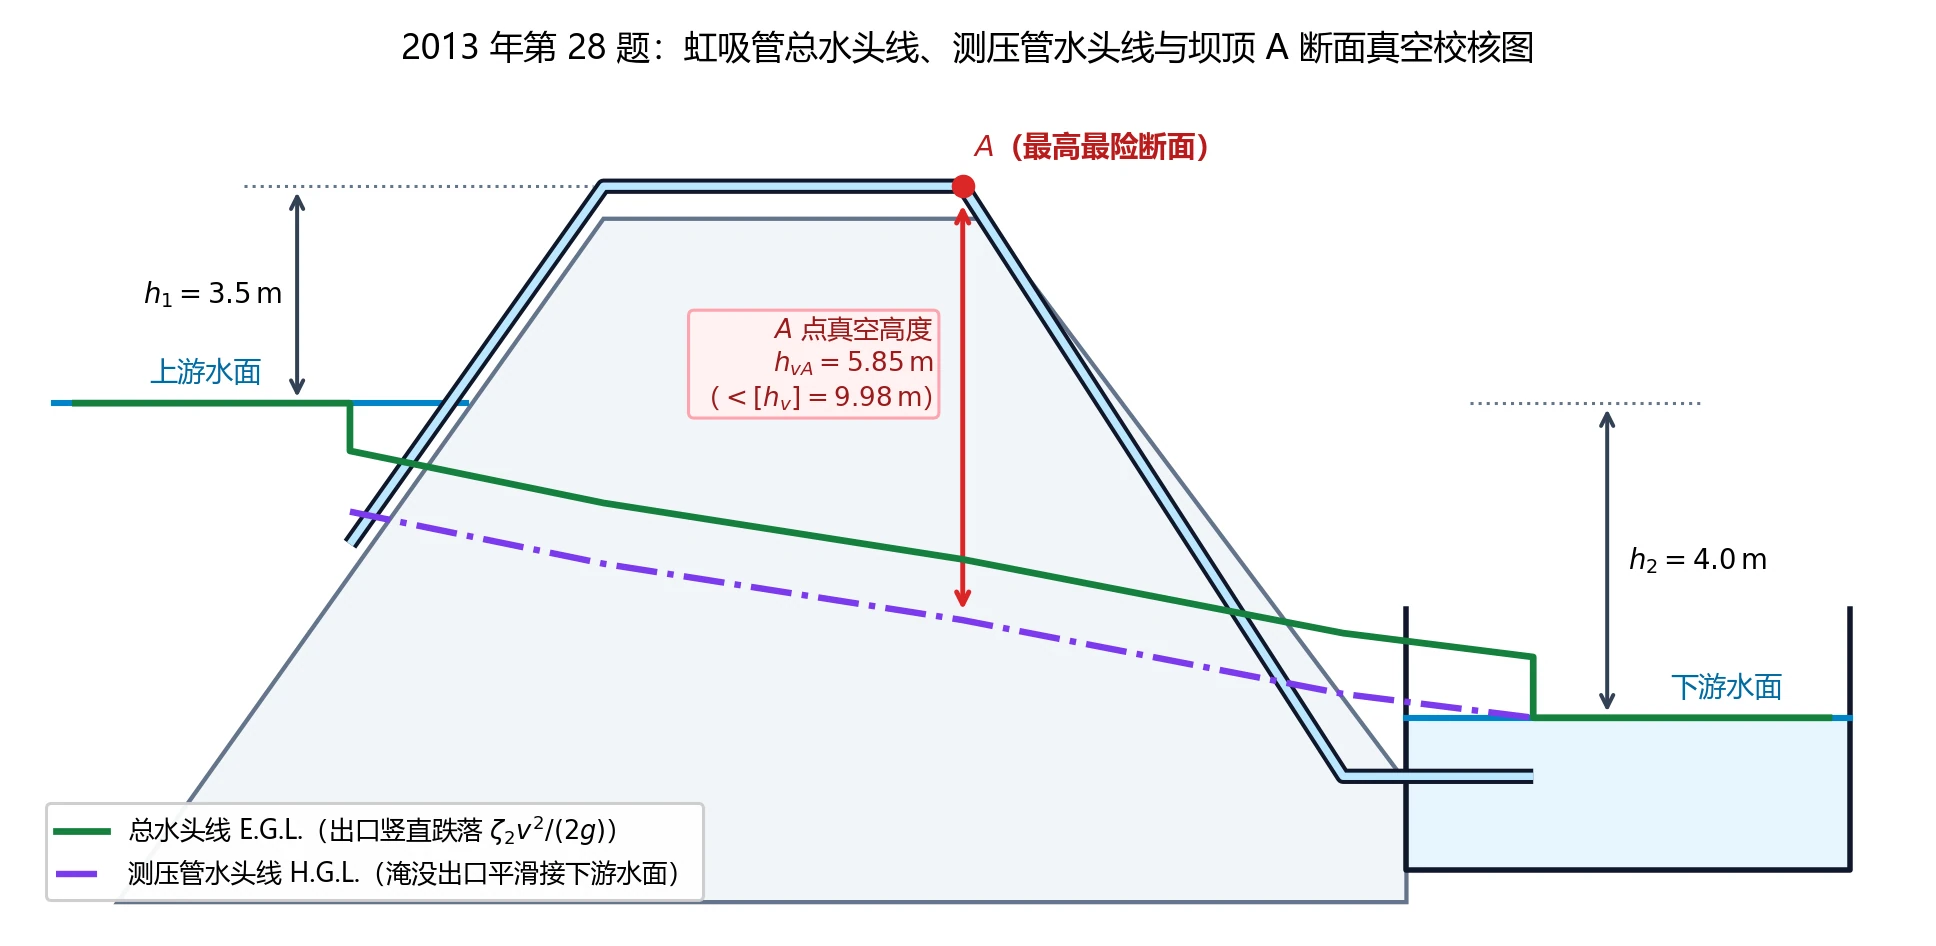 2013 年第 28 题：虹吸管总水头线、测压管水头线与坝顶 A 断面真空校核图
A（最高最险断面）
h₁ = 3.5 m
上游水面
A 点真空高度
hᵥA = 5.85 m
（ < [hᵥ] = 9.98 m）
h₂ = 4.0 m
下游水面
总水头线 E.G.L.（出口竖直跌落 ζ₂v²/(2g)）
测压管水头线 H.G.L.（淹没出口平滑接下游水面）